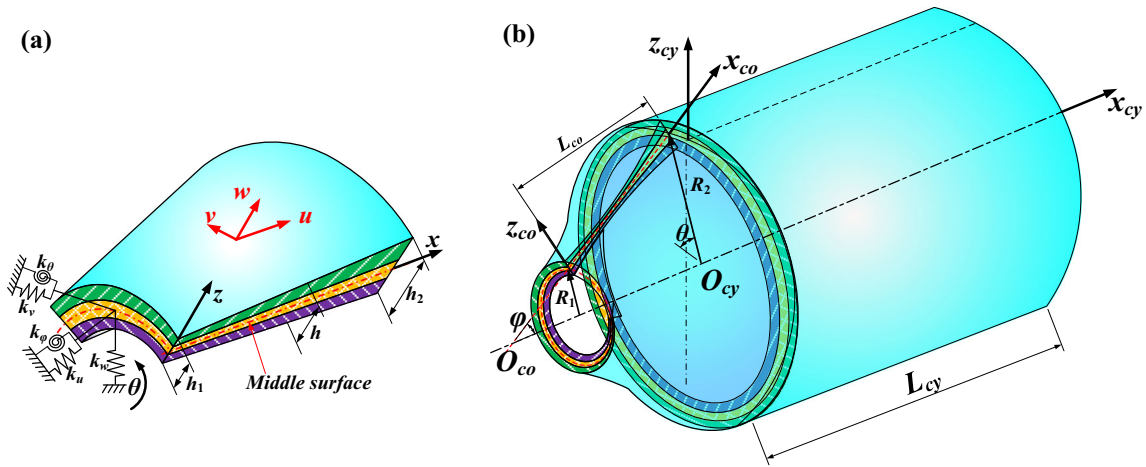 (a)
w
v
u
x
z
k_θ
k_v
k_φ
k_u
k_w
θ
h_1
h
h_2
Middle surface
(b)
z_cy
x_co
x_cy
L_co
R_2
z_co
θ
O_cy
R_1
φ
O_co
L_cy